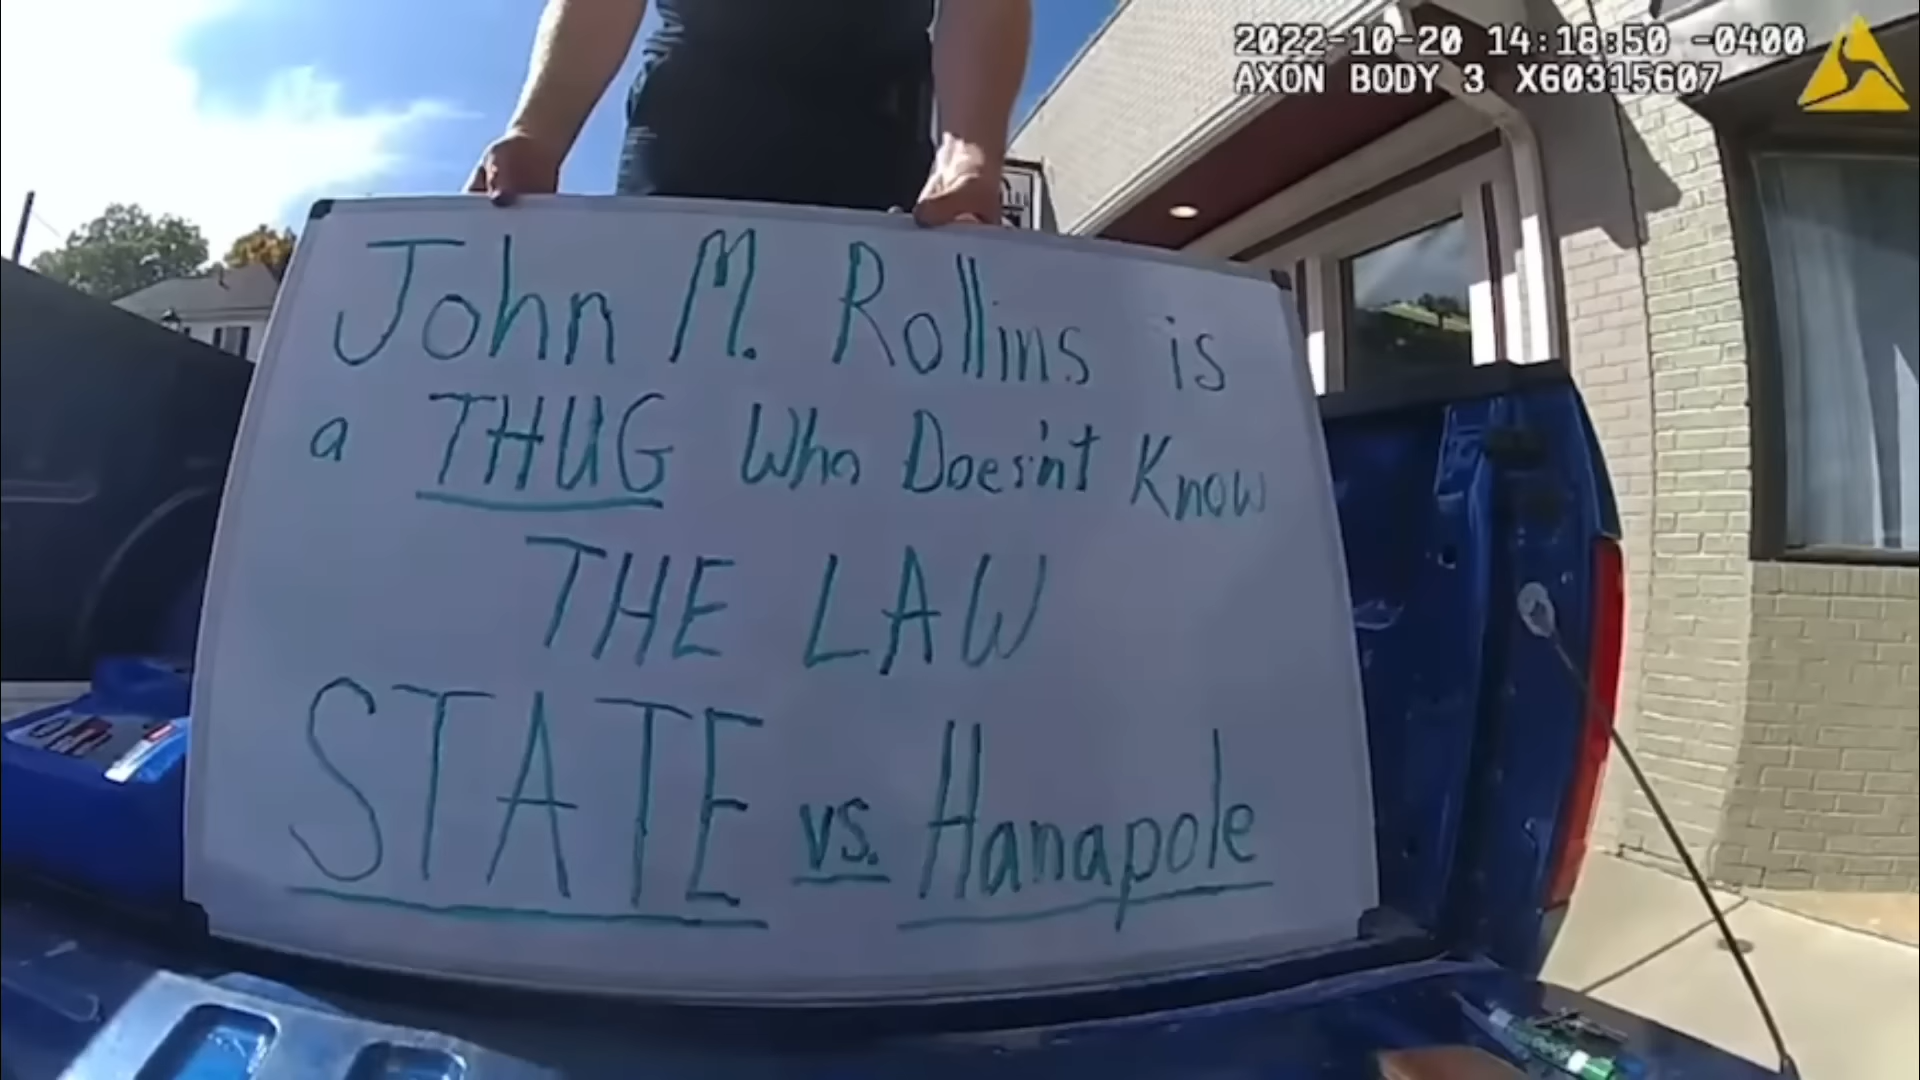 2022-10-20 14:18:50 -0400
AXON BODY 3 X60315607
John M. Rollins is
a THUG Who Doesn't Know
THE LAW
STATE vs. Hanapole